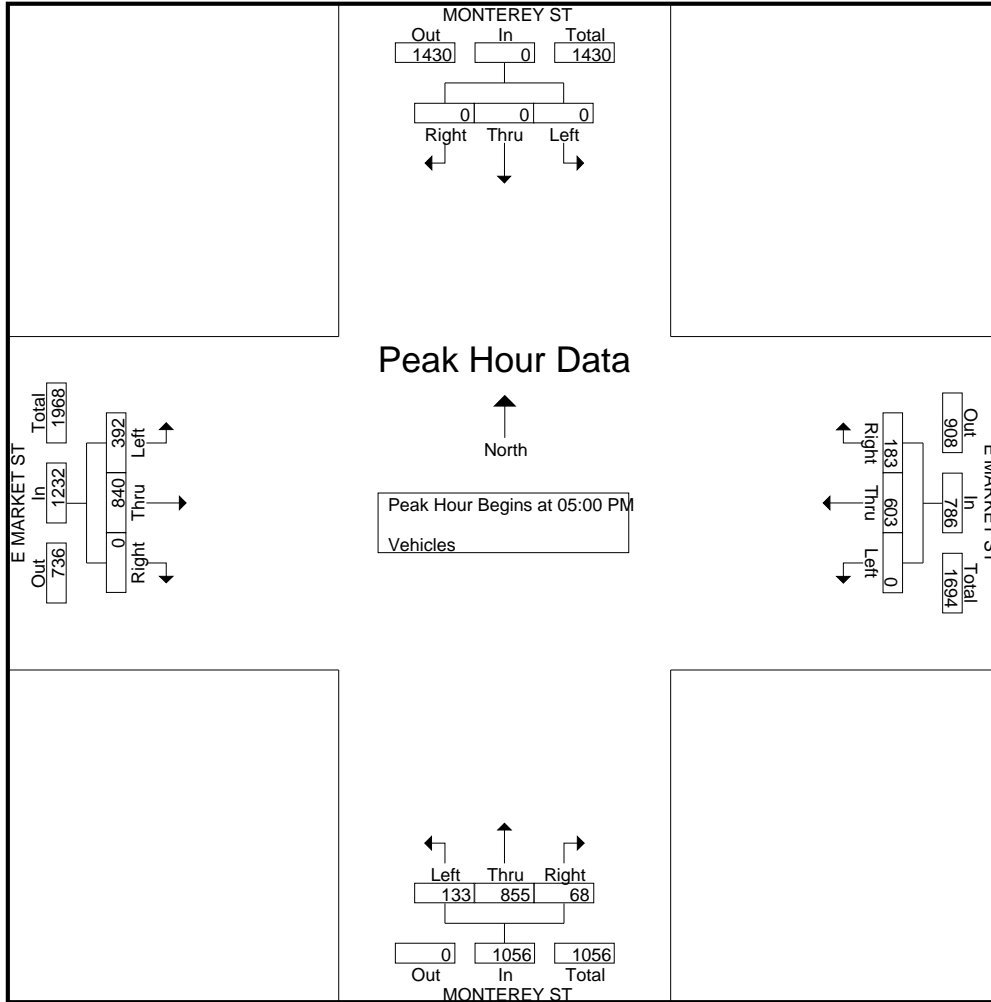 MONTEREY ST
Out In Total
1430 0 1430
0 0 0
Right Thru Left
Peak Hour Data
North
Peak Hour Begins at 05:00 PM
Vehicles
E MARKET ST
Out In Total
736 1232 1968
Left Thru Right
392 840 0
E MARKET ST
Out In Total
908 786 1694
Right Thru Left
183 603 0
Left Thru Right
133 855 68
0 1056 1056
Out In Total
MONTEREY ST